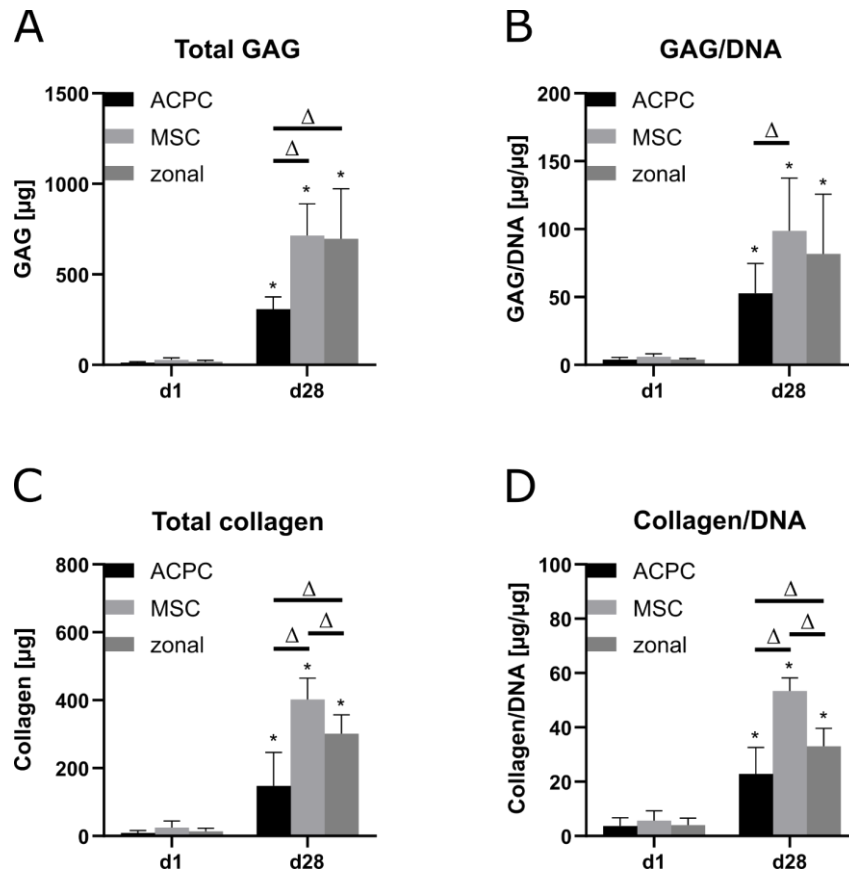 A
Total GAG
GAG [µg]
1500
1000
500
0
ACPC
MSC
zonal
Δ
Δ
*
*
*
d1
d28
B
GAG/DNA
GAG/DNA [µg/µg]
200
150
100
50
0
Δ
*
*
*
d1
d28
C
Total collagen
Collagen [µg]
800
600
400
200
0
ACPC
MSC
zonal
Δ
Δ
Δ
*
*
*
d1
d28
D
Collagen/DNA
Collagen/DNA [µg/µg]
100
80
60
40
20
0
ACPC
MSC
zonal
Δ
Δ
Δ
*
*
*
d1
d28